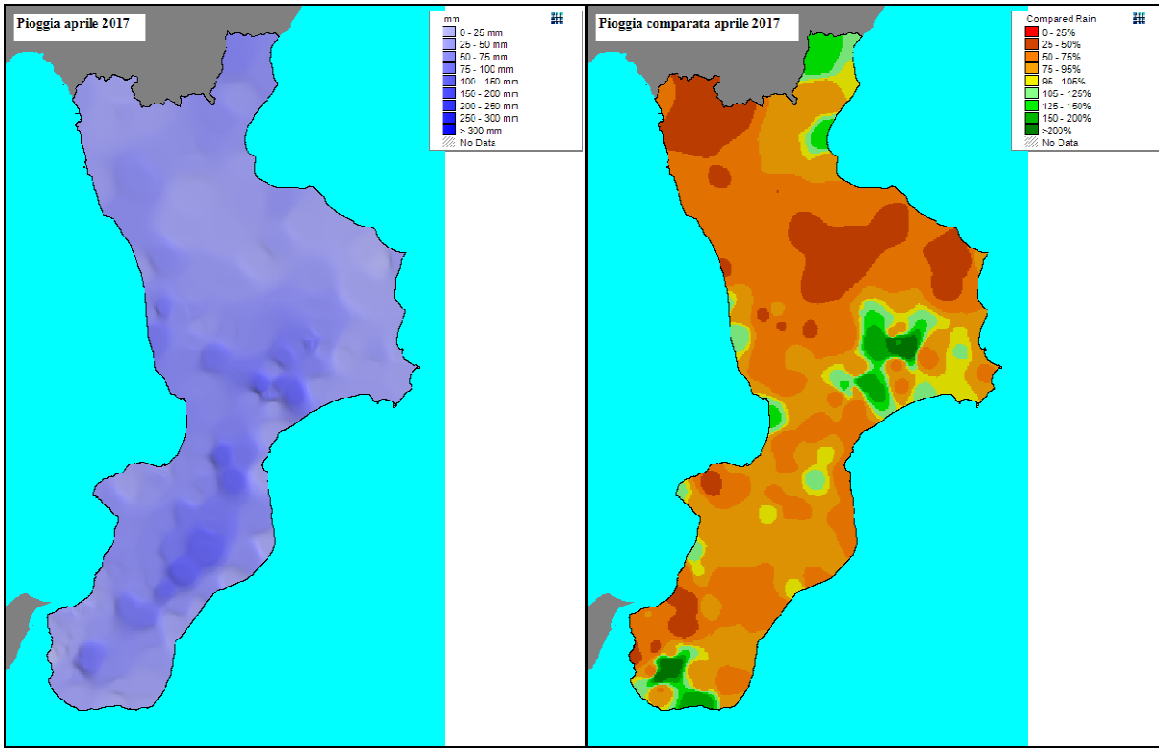 Pioggia aprile 2017
mm
0 - 25 mm
25 - 50 mm
50 - 75 mm
75 - 100 mm
100 - 150 mm
150 - 200 mm
200 - 250 mm
250 - 300 mm
> 300 mm
No Data
Pioggia comparata aprile 2017
Compared Rain
0 - 25%
25 - 50%
50 - 75%
75 - 95%
95 - 105%
105 - 125%
125 - 150%
150 - 200%
>200%
No Data